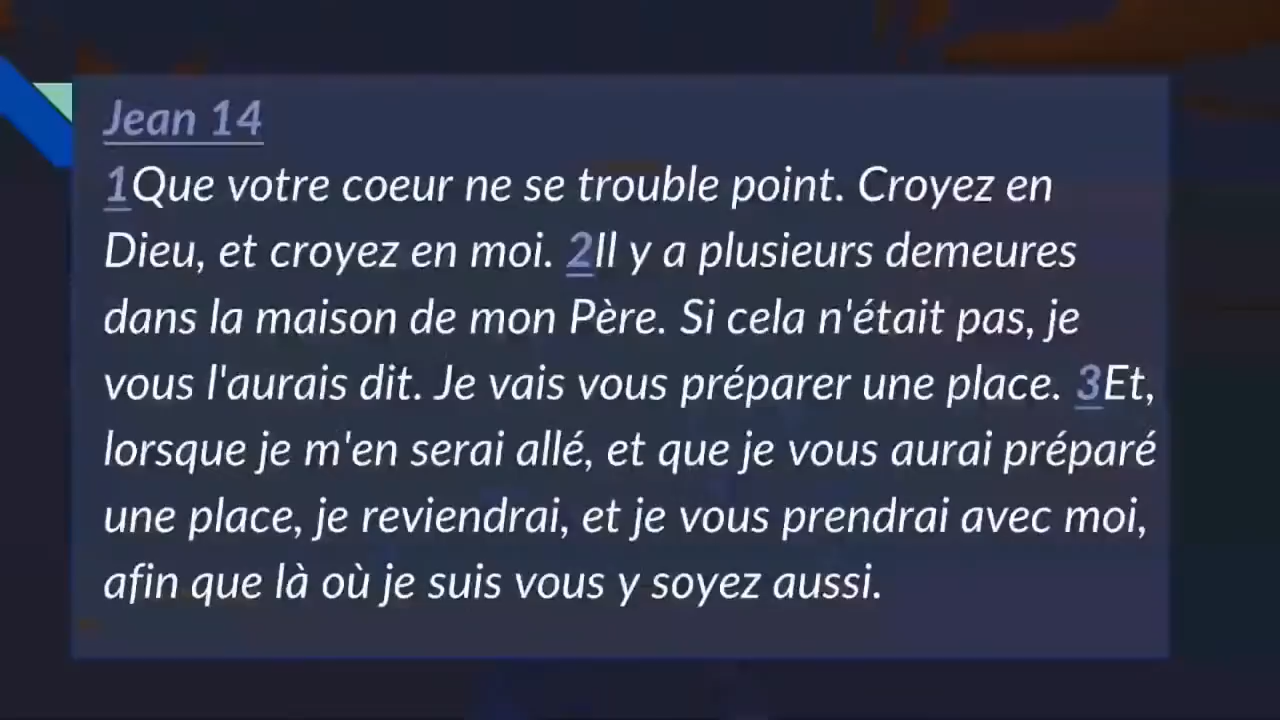 Jean 14
1Que votre coeur ne se trouble point. Croyez en
Dieu, et croyez en moi. 2Il y a plusieurs demeures
dans la maison de mon Père. Si cela n'était pas, je
vous l'aurais dit. Je vais vous préparer une place. 3Et,
lorsque je m'en serai allé, et que je vous aurai préparé
une place, je reviendrai, et je vous prendrai avec moi,
afin que là où je suis vous y soyez aussi.